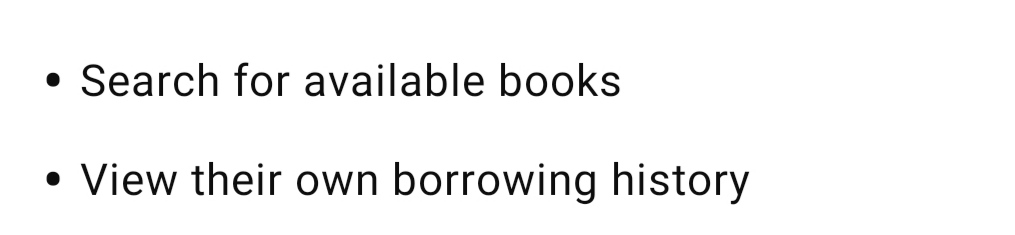 • Search for available books
• View their own borrowing history